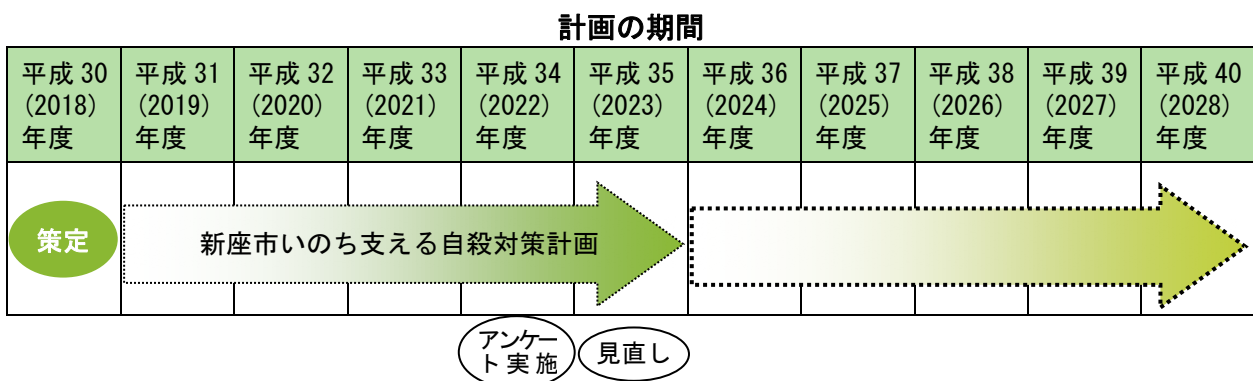 計画の期間
平成 30
(2018)
年度
平成 31
(2019)
年度
平成 32
(2020)
年度
平成 33
(2021)
年度
平成 34
(2022)
年度
平成 35
(2023)
年度
平成 36
(2024)
年度
平成 37
(2025)
年度
平成 38
(2026)
年度
平成 39
(2027)
年度
平成 40
(2028)
年度
策定
新座市いのち支える自殺対策計画
アンケー
ト実施
見直し